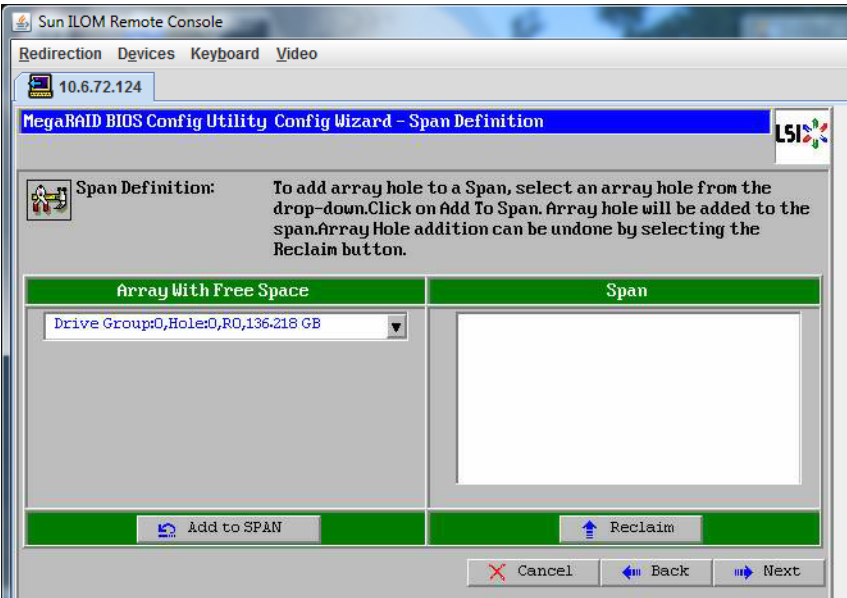 Sun ILOM Remote Console
Redirection Devices Keyboard Video
10.6.72.124
MegaRAID BIOS Config Utility Config Wizard - Span Definition
LSI
Span Definition:
To add array hole to a Span, select an array hole from the
drop-down.Click on Add To Span. Array hole will be added to the
span.Array Hole addition can be undone by selecting the
Reclaim button.
Array With Free Space
Span
Drive Group:0,Hole:0,R0,136.218 GB
Add to SPAN
Reclaim
Cancel
Back
Next